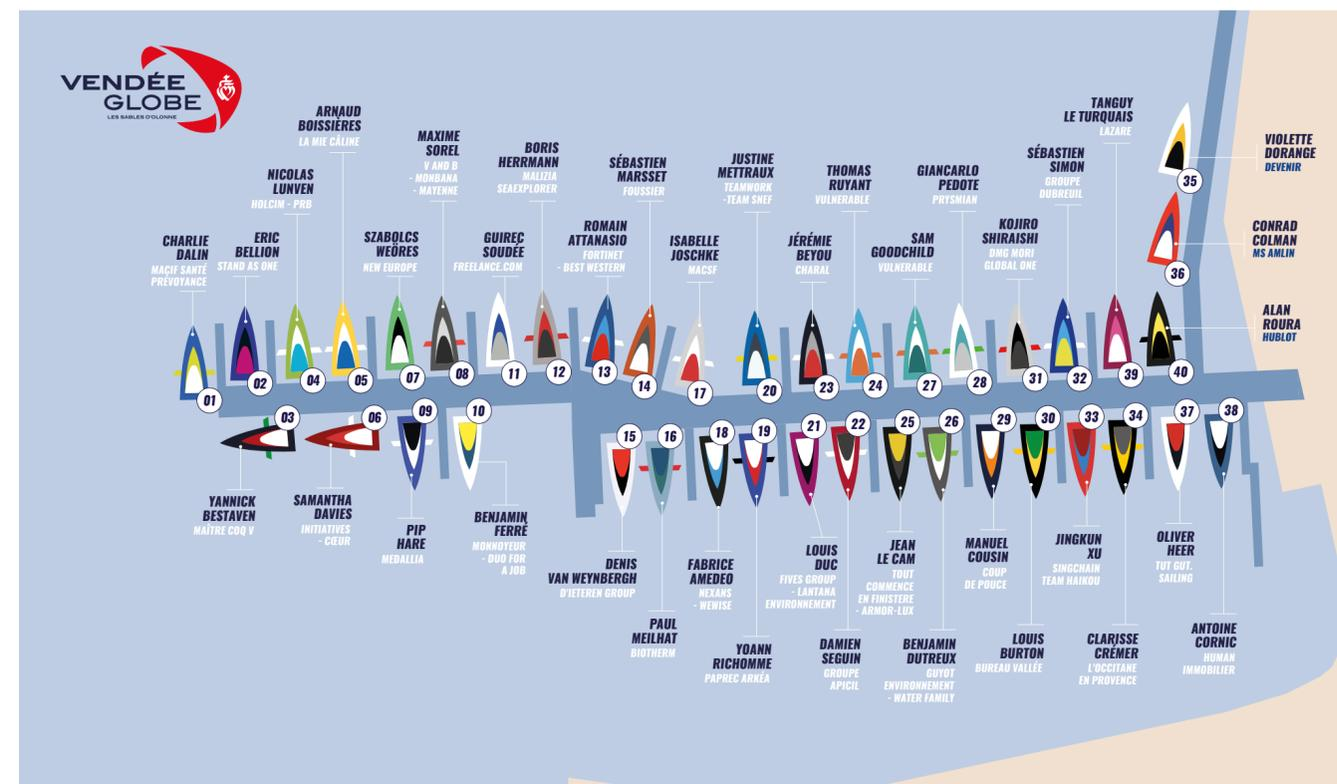 VENDÉE
GLOBE
LES SABLES D'OLONNE
CHARLIE
DALIN
MACIF SANTÉ
PRÉVOYANCE
ERIC
BELLION
STAND AS ONE
NICOLAS
LUNVEN
HOLCIM - PRB
ARNAUD
BOISSIÈRES
LA MIE CÂLINE
SZABOLCS
WEÖRES
NEW EUROPE
MAXIME
SOREL
V AND B
- MONBANA
- MAYENNE
GUIREC
SOUDÉE
FREELANCE.COM
BORIS
HERRMANN
MALIZIA
SEAEXPLORER
ROMAIN
ATTANASIO
FORTINET
- BEST WESTERN
SÉBASTIEN
MARSSET
FOUSSIER
ISABELLE
JOSCHKE
MACSF
JUSTINE
METTRAUX
TEAMWORK
-TEAM SNEF
JÉRÉMIE
BEYOU
CHARAL
THOMAS
RUYANT
VULNERABLE
SAM
GOODCHILD
VULNERABLE
GIANCARLO
PEDOTE
PRYSMIAN
KOJIRO
SHIRAISHI
DMG MORI
GLOBAL ONE
SÉBASTIEN
SIMON
GROUPE
DUBREUIL
TANGUY
LE TURQUAIS
LAZARE
VIOLETTE
DORANGE
DEVENIR
CONRAD
COLMAN
MS AMLIN
ALAN
ROURA
HUBLOT
35
36
01
02
04
05
07
08
11
12
13
14
17
20
23
24
27
28
31
32
39
40
03
06
09
10
15
16
18
19
21
22
25
26
29
30
33
34
37
38
YANNICK
BESTAVEN
MAÎTRE COQ V
SAMANTHA
DAVIES
INITIATIVES
- CŒUR
PIP
HARE
MEDALLIA
BENJAMIN
FERRÉ
MONNOYEUR
- DUO FOR
A JOB
DENIS
VAN WEYNBERGH
D'IETEREN GROUP
PAUL
MEILHAT
BIOTHERM
FABRICE
AMEDEO
NEXANS
- WEWISE
YOANN
RICHOMME
PAPREC ARKÉA
LOUIS
DUC
FIVES GROUP
- LANTANA
ENVIRONNEMENT
DAMIEN
SEGUIN
GROUPE
APICIL
JEAN
LE CAM
TOUT
COMMENCE
EN FINISTERE
- ARMOR-LUX
BENJAMIN
DUTREUX
GUYOT
ENVIRONNEMENT
- WATER FAMILY
MANUEL
COUSIN
COUP
DE POUCE
LOUIS
BURTON
BUREAU VALLÉE
JINGKUN
XU
SINGCHAIN
TEAM HAIKOU
CLARISSE
CRÉMER
L'OCCITANE
EN PROVENCE
OLIVER
HEER
TUT GUT.
SAILING
ANTOINE
CORNIC
HUMAN
IMMOBILIER